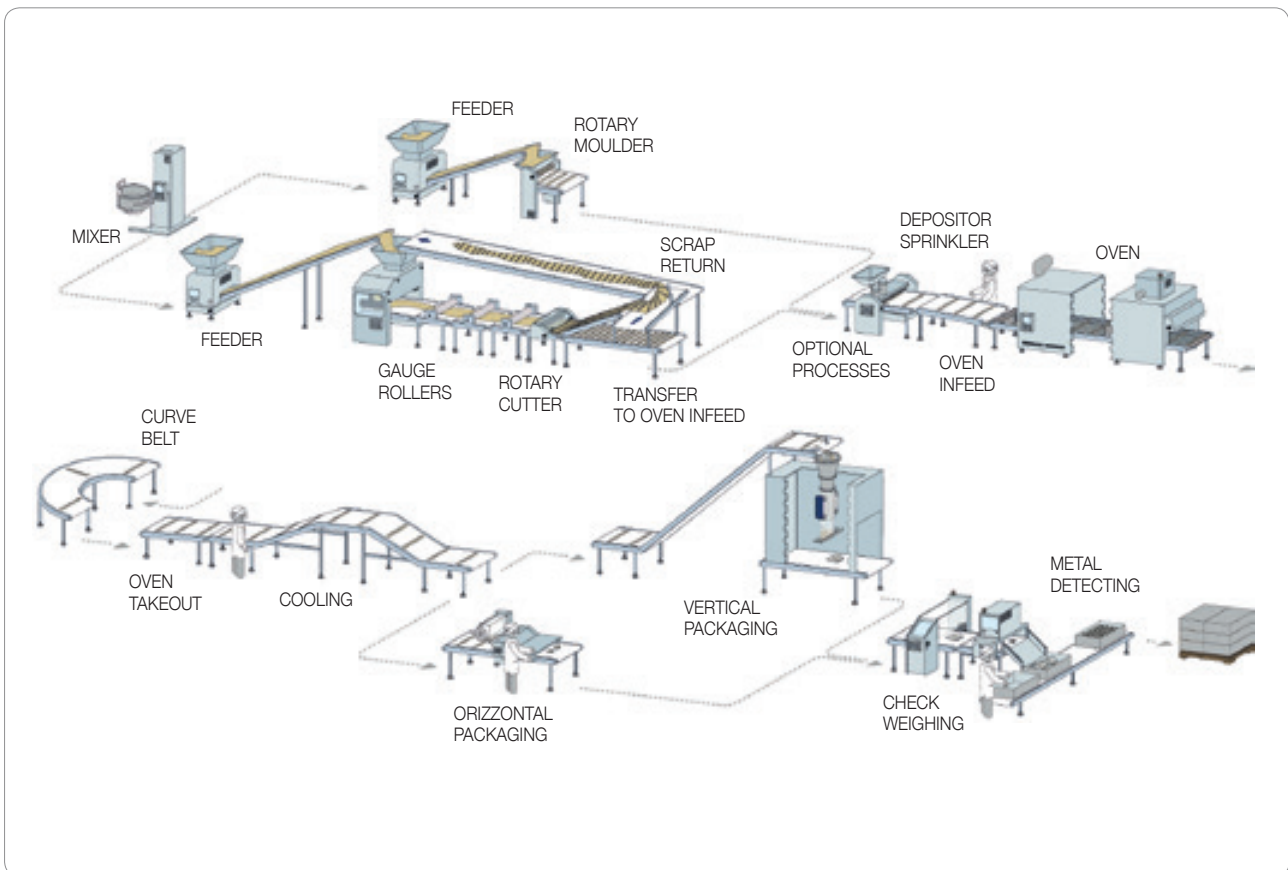 FEEDER
ROTARY
MOULDER
MIXER
DEPOSITOR
SPRINKLER
SCRAP
RETURN
OVEN
FEEDER
GAUGE
ROLLERS
ROTARY
CUTTER
TRANSFER
TO OVEN INFEED
OPTIONAL
PROCESSES
OVEN
INFEED
CURVE
BELT
OVEN
TAKEOUT
COOLING
VERTICAL
PACKAGING
METAL
DETECTING
ORIZZONTAL
PACKAGING
CHECK
WEIGHING